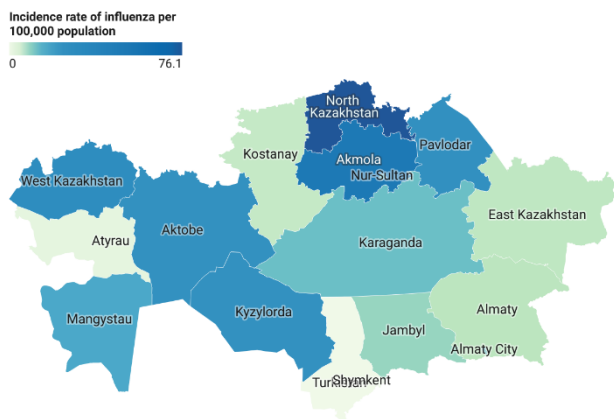 Incidence rate of influenza per
100,000 population
0 76.1
North
Kazakhstan
Kostanay
Pavlodar
Akmola
Nur-Sultan
West Kazakhstan
East Kazakhstan
Aktobe
Atyrau
Karaganda
Kyzylorda
Almaty
Mangystau
Jambyl
Almaty City
Shymkent
Turkistan